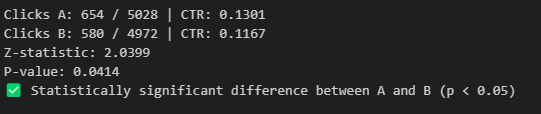 Clicks A: 654 / 5028 | CTR: 0.1301
Clicks B: 580 / 4972 | CTR: 0.1167
Z-statistic: 2.0399
P-value: 0.0414
✅ Statistically significant difference between A and B (p < 0.05)